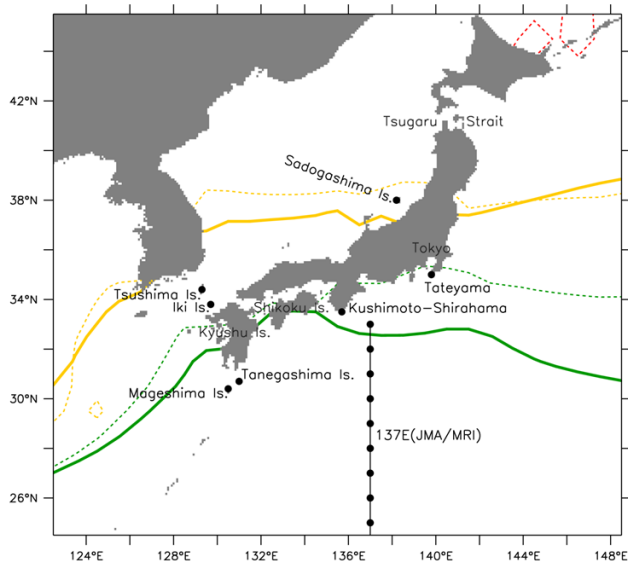 42°N
Tsugaru Strait
Sadogashima Is.
38°N
Tokyo
Tateyama
Tsushima Is.
34°N
Iki Is.
Shikoku Is.
Kushimoto-Shirahama
Kyushu Is.
Tanegashima Is.
Mageshima Is.
30°N
137E(JMA/MRI)
26°N
124°E 128°E 132°E 136°E 140°E 144°E 148°E